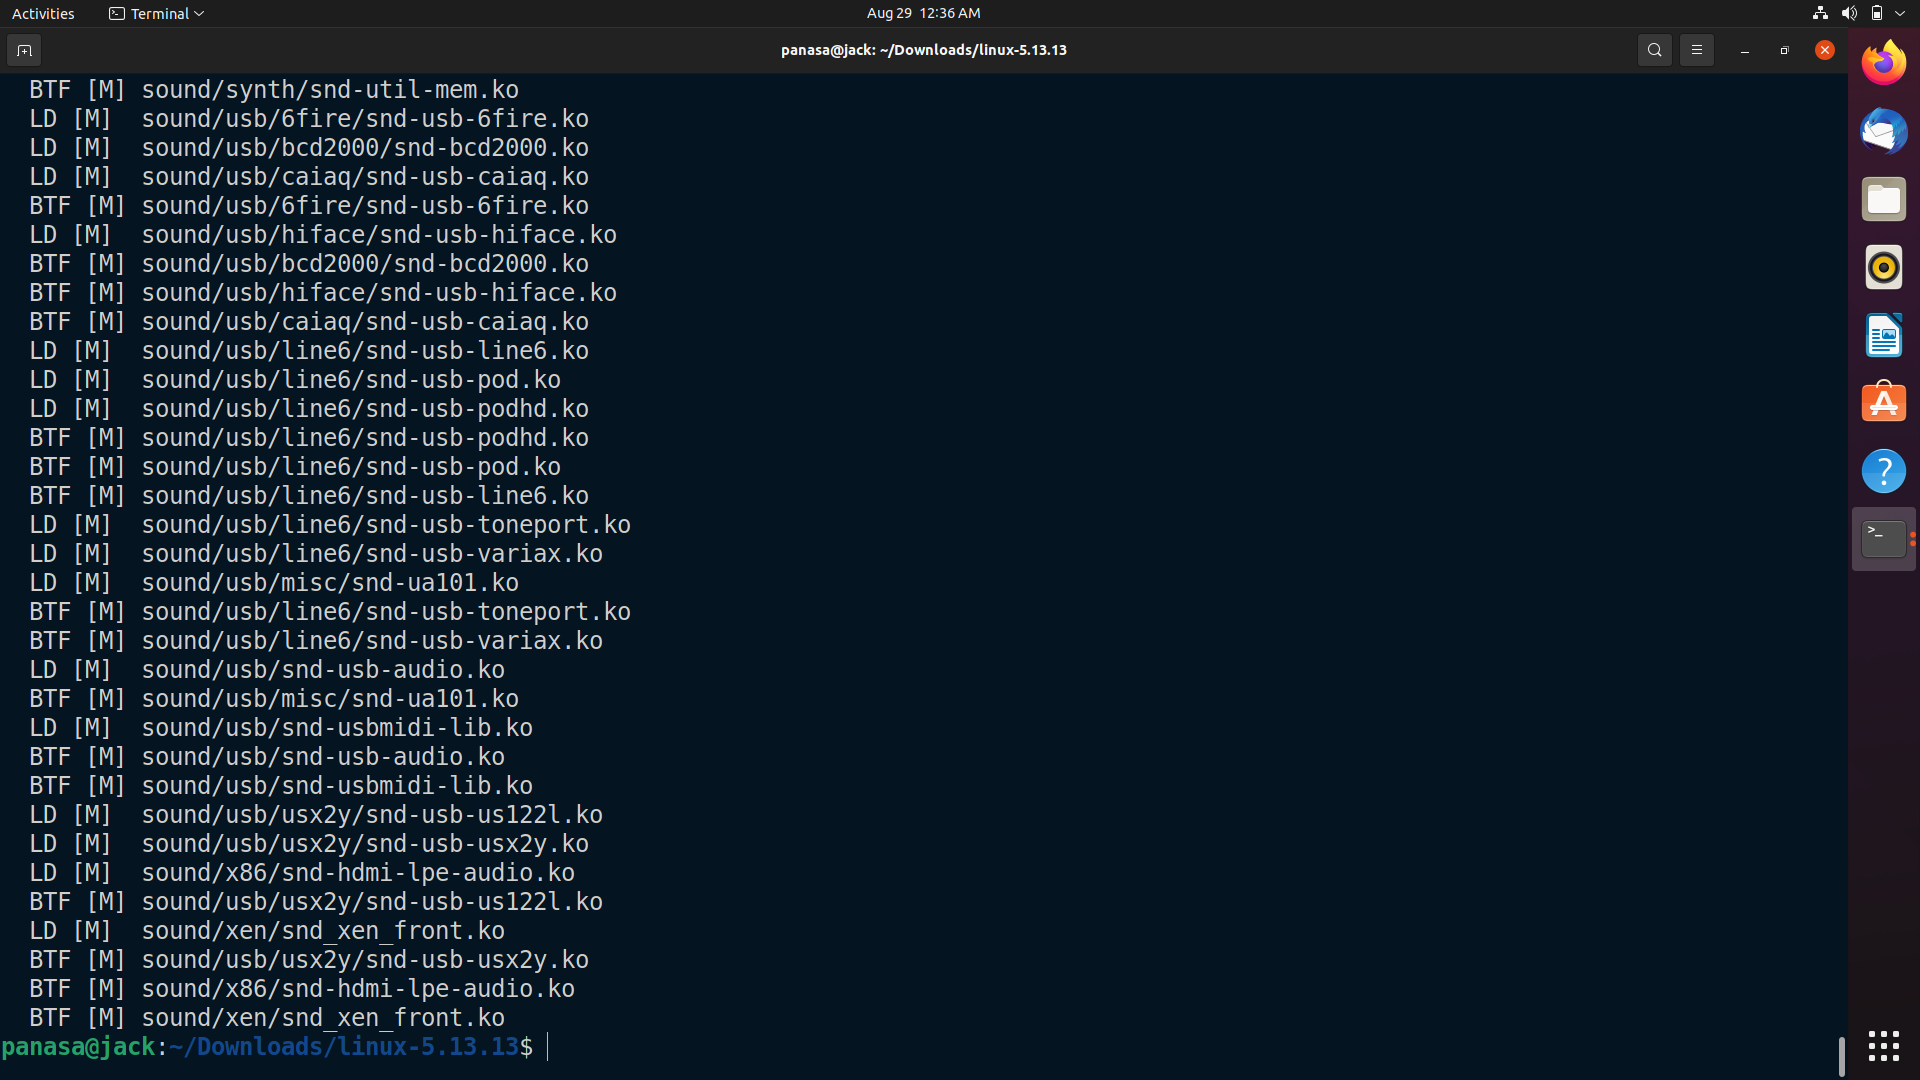 Activities
Terminal
Aug 29 12:36 AM
panasa@jack: ~/Downloads/linux-5.13.13
BTF [M] sound/synth/snd-util-mem.ko
LD [M]  sound/usb/6fire/snd-usb-6fire.ko
LD [M]  sound/usb/bcd2000/snd-bcd2000.ko
LD [M]  sound/usb/caiaq/snd-usb-caiaq.ko
BTF [M] sound/usb/6fire/snd-usb-6fire.ko
LD [M]  sound/usb/hiface/snd-usb-hiface.ko
BTF [M] sound/usb/bcd2000/snd-bcd2000.ko
BTF [M] sound/usb/hiface/snd-usb-hiface.ko
BTF [M] sound/usb/caiaq/snd-usb-caiaq.ko
LD [M]  sound/usb/line6/snd-usb-line6.ko
LD [M]  sound/usb/line6/snd-usb-pod.ko
LD [M]  sound/usb/line6/snd-usb-podhd.ko
BTF [M] sound/usb/line6/snd-usb-podhd.ko
BTF [M] sound/usb/line6/snd-usb-pod.ko
BTF [M] sound/usb/line6/snd-usb-line6.ko
LD [M]  sound/usb/line6/snd-usb-toneport.ko
LD [M]  sound/usb/line6/snd-usb-variax.ko
LD [M]  sound/usb/misc/snd-ua101.ko
BTF [M] sound/usb/line6/snd-usb-toneport.ko
BTF [M] sound/usb/line6/snd-usb-variax.ko
LD [M]  sound/usb/snd-usb-audio.ko
BTF [M] sound/usb/misc/snd-ua101.ko
LD [M]  sound/usb/snd-usbmidi-lib.ko
BTF [M] sound/usb/snd-usb-audio.ko
BTF [M] sound/usb/snd-usbmidi-lib.ko
LD [M]  sound/usb/usx2y/snd-usb-us122l.ko
LD [M]  sound/usb/usx2y/snd-usb-usx2y.ko
LD [M]  sound/x86/snd-hdmi-lpe-audio.ko
BTF [M] sound/usb/usx2y/snd-usb-us122l.ko
LD [M]  sound/xen/snd_xen_front.ko
BTF [M] sound/usb/usx2y/snd-usb-usx2y.ko
BTF [M] sound/x86/snd-hdmi-lpe-audio.ko
BTF [M] sound/xen/snd_xen_front.ko
panasa@jack:~/Downloads/linux-5.13.13$